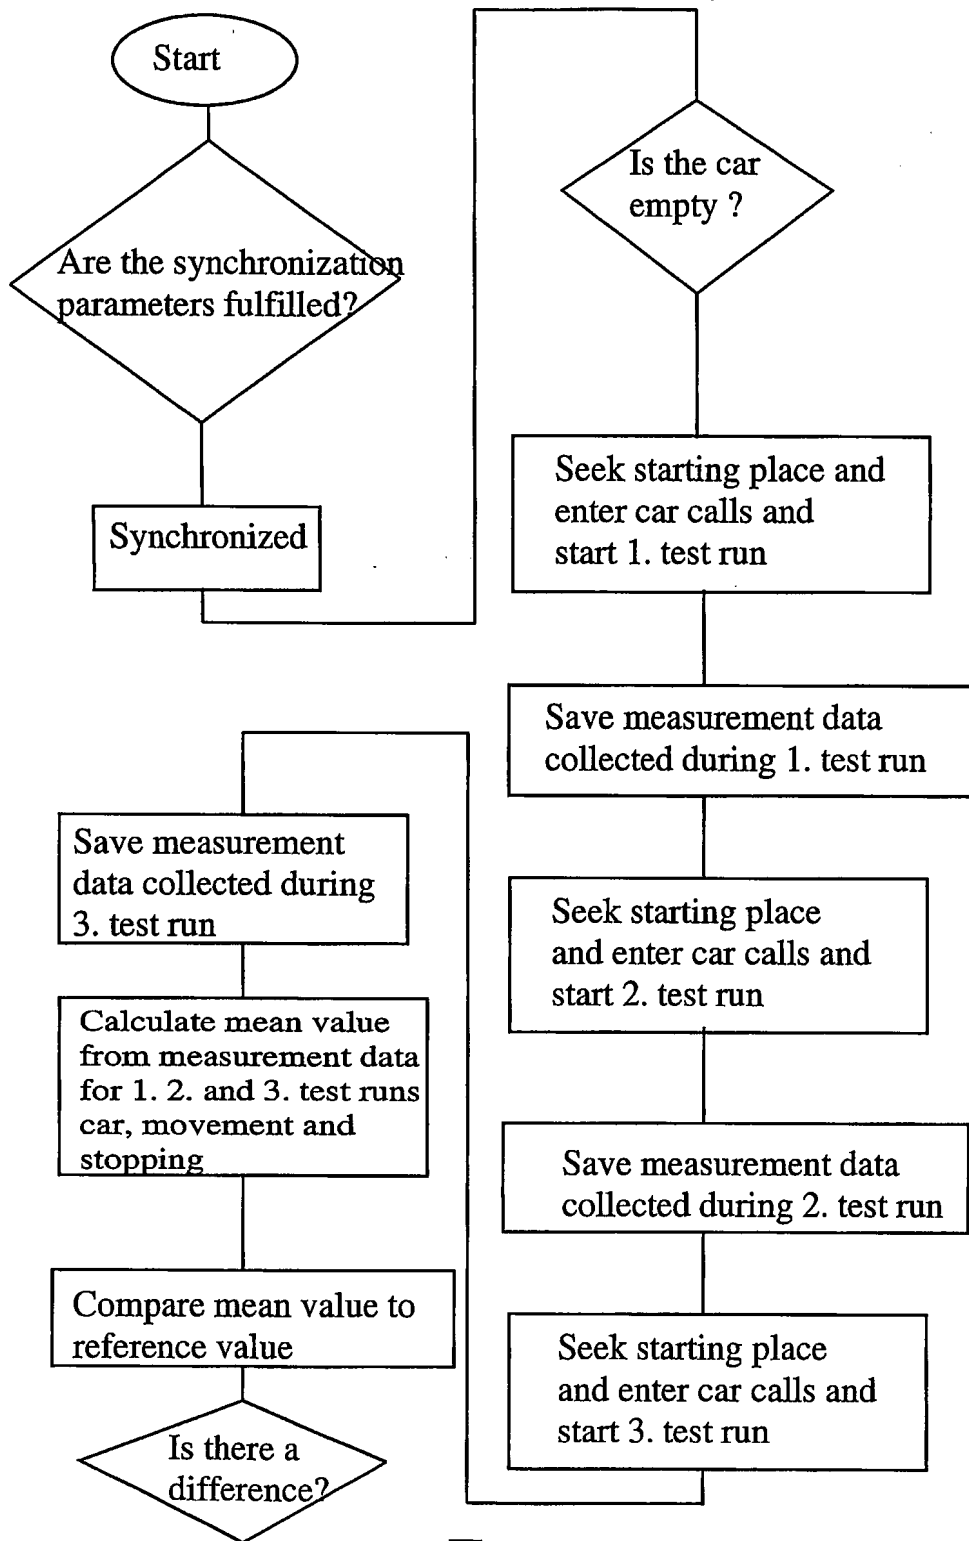 Start
Are the synchronization
parameters fulfilled?
Synchronized
Is the car
empty ?
Seek starting place and
enter car calls and
start 1. test run
Save measurement data
collected during 1. test run
Seek starting place
and enter car calls and
start 2. test run
Save measurement data
collected during 2. test run
Seek starting place
and enter car calls and
start 3. test run
Save measurement
data collected during
3. test run
Calculate mean value
from measurement data
for 1. 2. and 3. test runs
car, movement and
stopping
Compare mean value to
reference value
Is there a
difference?